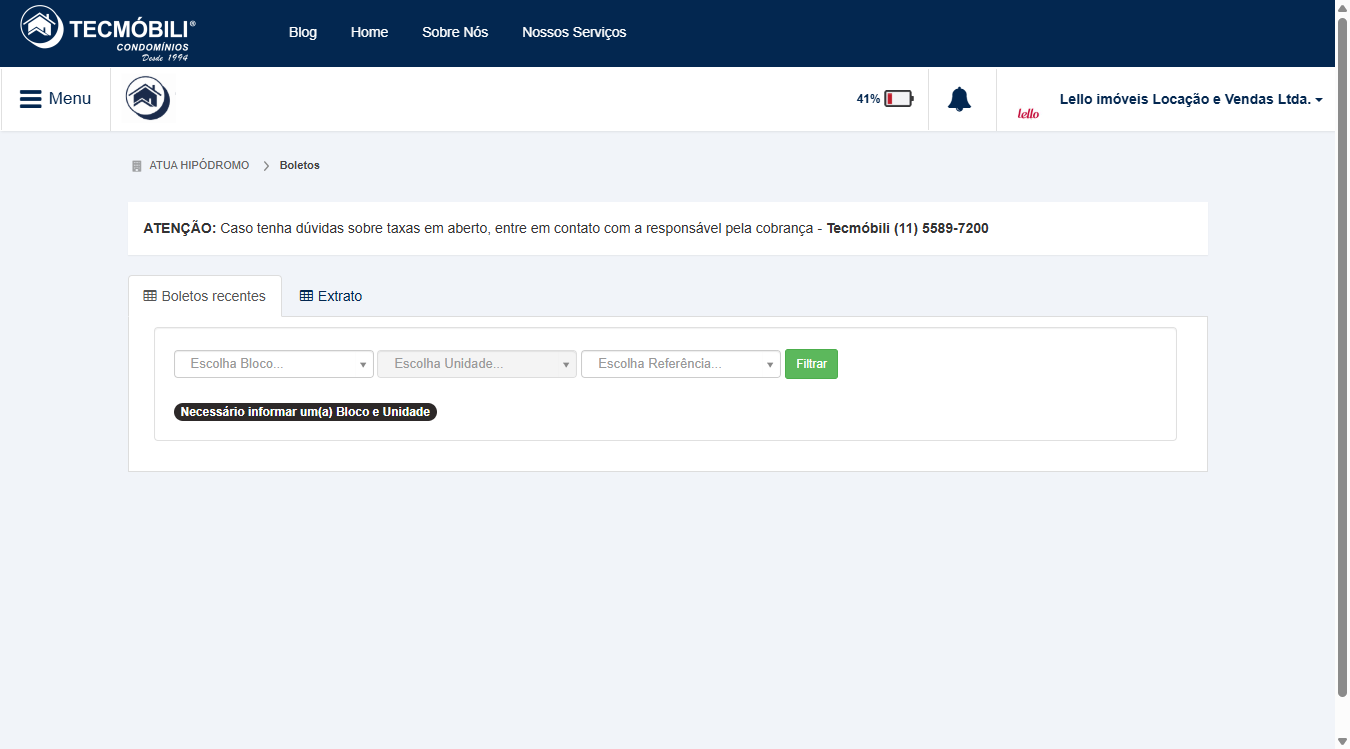 TECMÓBILI®
CONDOMÍNIOS
Desde 1994
Blog Home Sobre Nós Nossos Serviços
Menu
41%
lello
Lello imóveis Locação e Vendas Ltda.
ATUA HIPÓDROMO > Boletos
ATENÇÃO: Caso tenha dúvidas sobre taxas em aberto, entre em contato com a responsável pela cobrança - Tecmóbili (11) 5589-7200
Boletos recentes Extrato
Escolha Bloco... Escolha Unidade... Escolha Referência... Filtrar
Necessário informar um(a) Bloco e Unidade